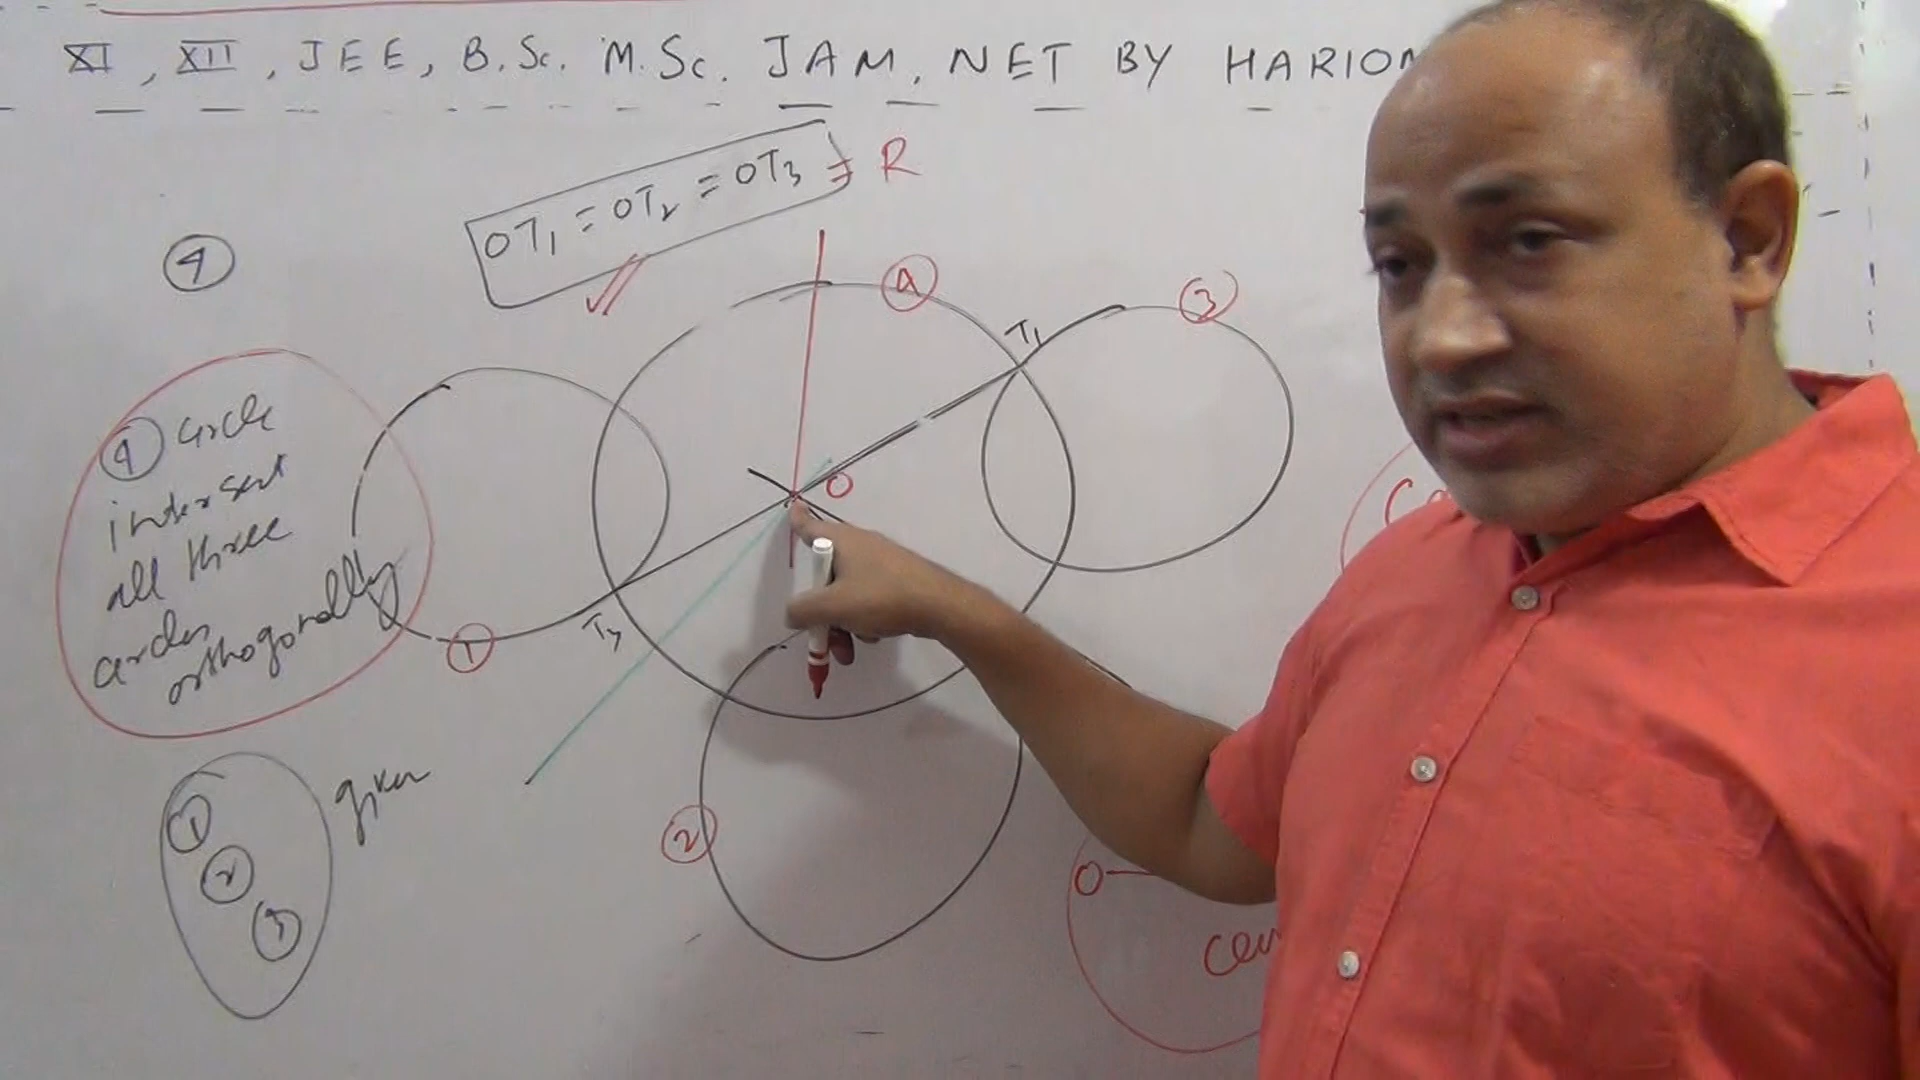 XI, XII, JEE, B.Sc. M.Sc. JAM, NET BY HARIOM
OT₁ = OT₂ = OT₃ = R
4
4
3
T₁
O
4 circle
intersect
all three
circles
orthogonally
T₃
1
given
1
2
3
2
O